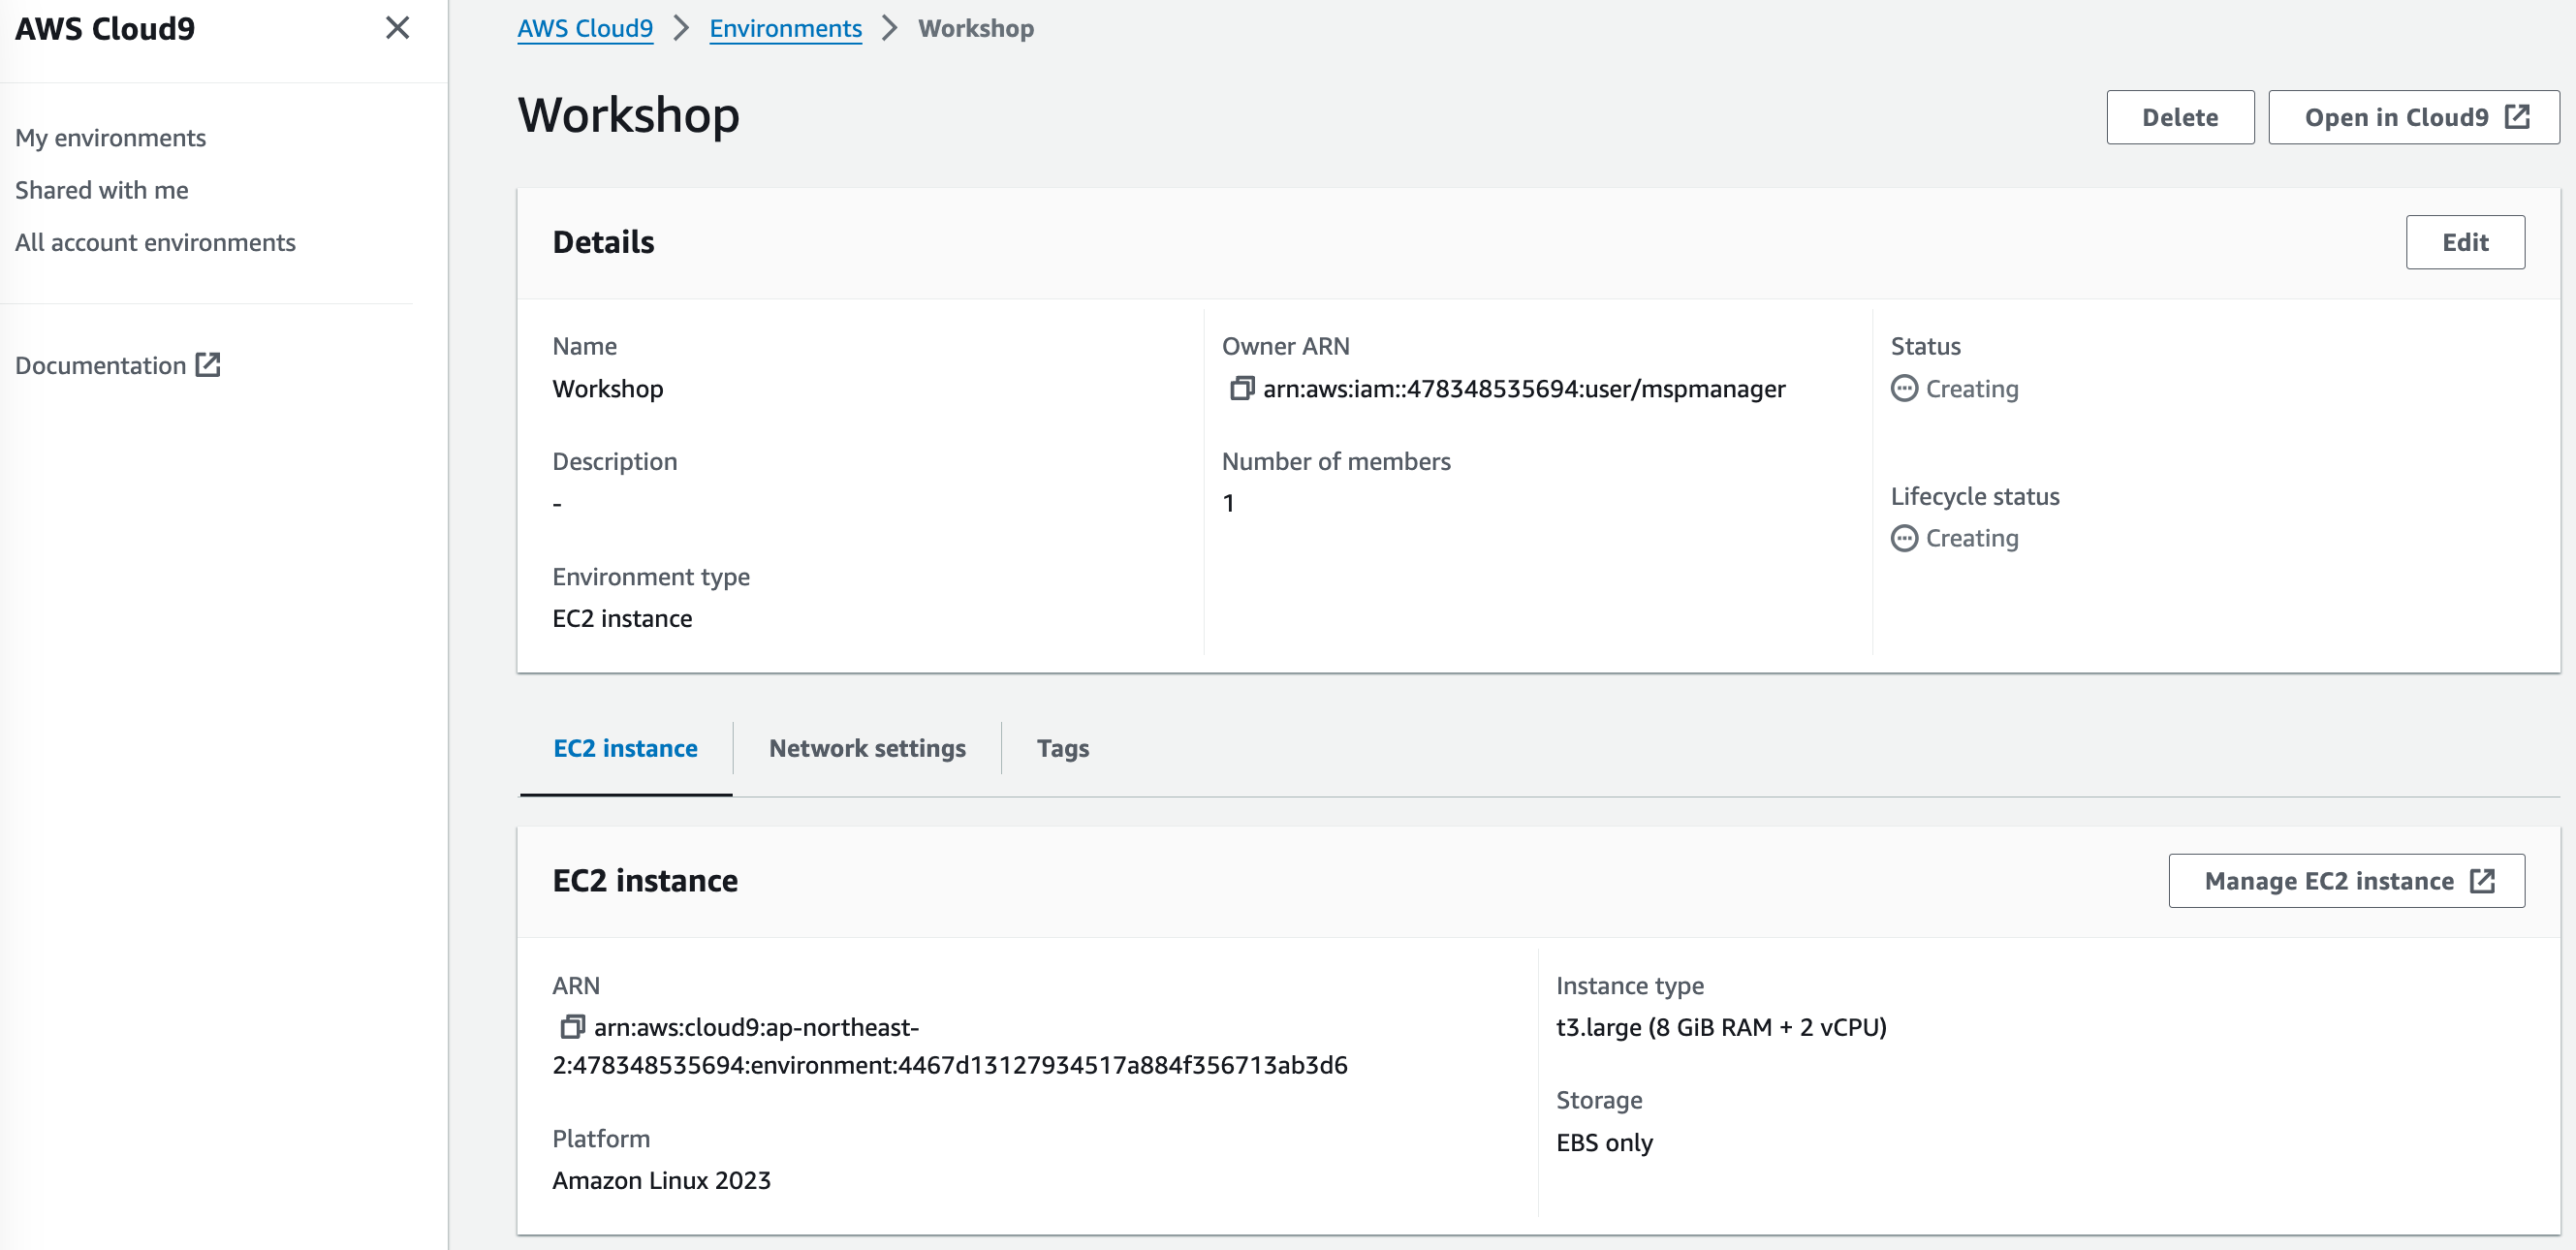 AWS Cloud9
My environments
Shared with me
All account environments
Documentation
AWS Cloud9 > Environments > Workshop
Workshop
Delete
Open in Cloud9
Details
Edit
Name
Workshop
Description
-
Environment type
EC2 instance
Owner ARN
arn:aws:iam::478348535694:user/mspmanager
Number of members
1
Status
Creating
Lifecycle status
Creating
EC2 instance
Network settings
Tags
EC2 instance
Manage EC2 instance
ARN
arn:aws:cloud9:ap-northeast-
2:478348535694:environment:4467d13127934517a884f356713ab3d6
Platform
Amazon Linux 2023
Instance type
t3.large (8 GiB RAM + 2 vCPU)
Storage
EBS only